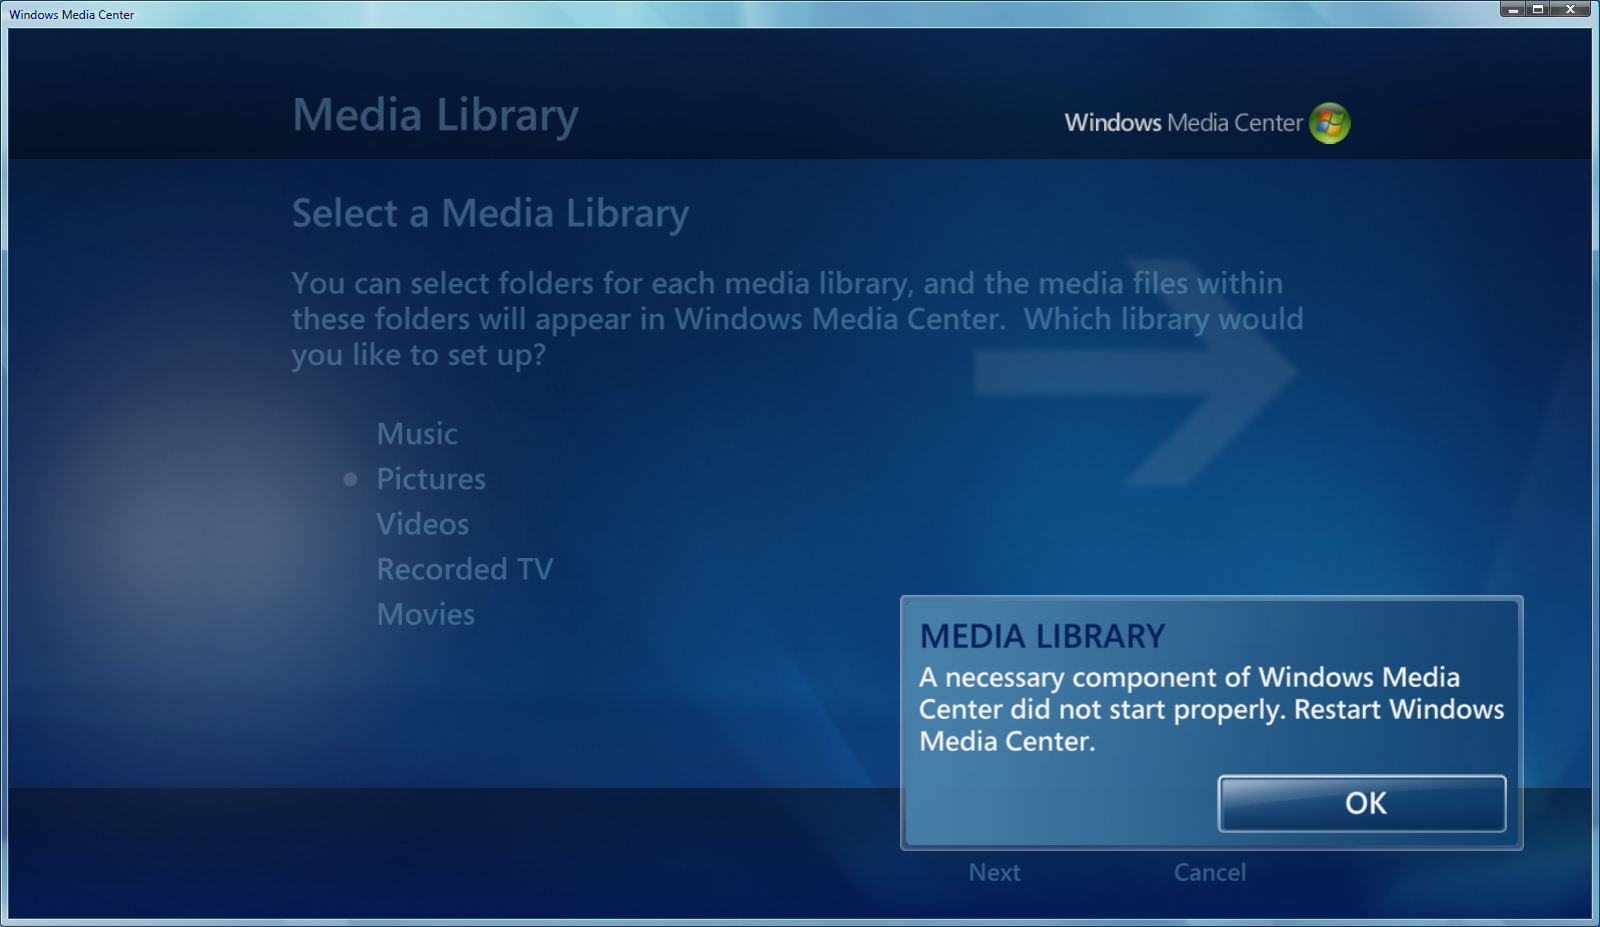 Windows Media Center
Media Library
Windows Media Center
Select a Media Library
You can select folders for each media library, and the media files within
these folders will appear in Windows Media Center.  Which library would
you like to set up?
Music
Pictures
Videos
Recorded TV
Movies
MEDIA LIBRARY
A necessary component of Windows Media
Center did not start properly. Restart Windows
Media Center.
OK
Next
Cancel